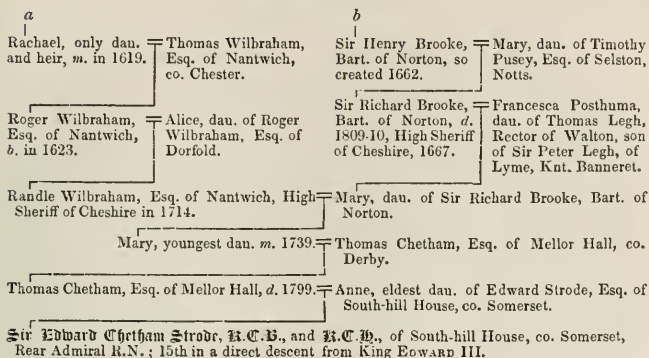 a
Rachael, only dau.
and heir, m. in 1619.
Thomas Wilbraham,
Esq. of Nantwich,
co. Chester.
b
Sir Henry Brooke,
Bart. of Norton, so
created 1662.
Mary, dau. of Timothy
Pusey, Esq. of Selston,
Notts.
Roger Wilbraham,
Esq. of Nantwich,
b. in 1623.
Alice, dau. of Roger
Wilbraham, Esq. of
Dorfold.
Sir Richard Brooke,
Bart. of Norton, d.
1809-10, High Sheriff
of Cheshire, 1667.
Francesca Posthuma,
dau. of Thomas Legh,
Rector of Walton, son
of Sir Peter Legh, of
Lyme, Knt. Banneret.
Randle Wilbraham, Esq. of Nantwich, High
Sheriff of Cheshire in 1714.
Mary, dau. of Sir Richard Brooke, Bart. of
Norton.
Mary, youngest dau. m. 1739.
Thomas Chetham, Esq. of Mellor Hall, co.
Derby.
Thomas Chetham, Esq. of Mellor Hall, d. 1799.
Anne, eldest dau. of Edward Strode, Esq. of
South-hill House, co. Somerset.
Sir Edward Chetham Strode, K.C.B., and K.C.H., of South-hill House, co. Somerset,
Rear Admiral R.N.; 15th in a direct descent from King EDWARD III.